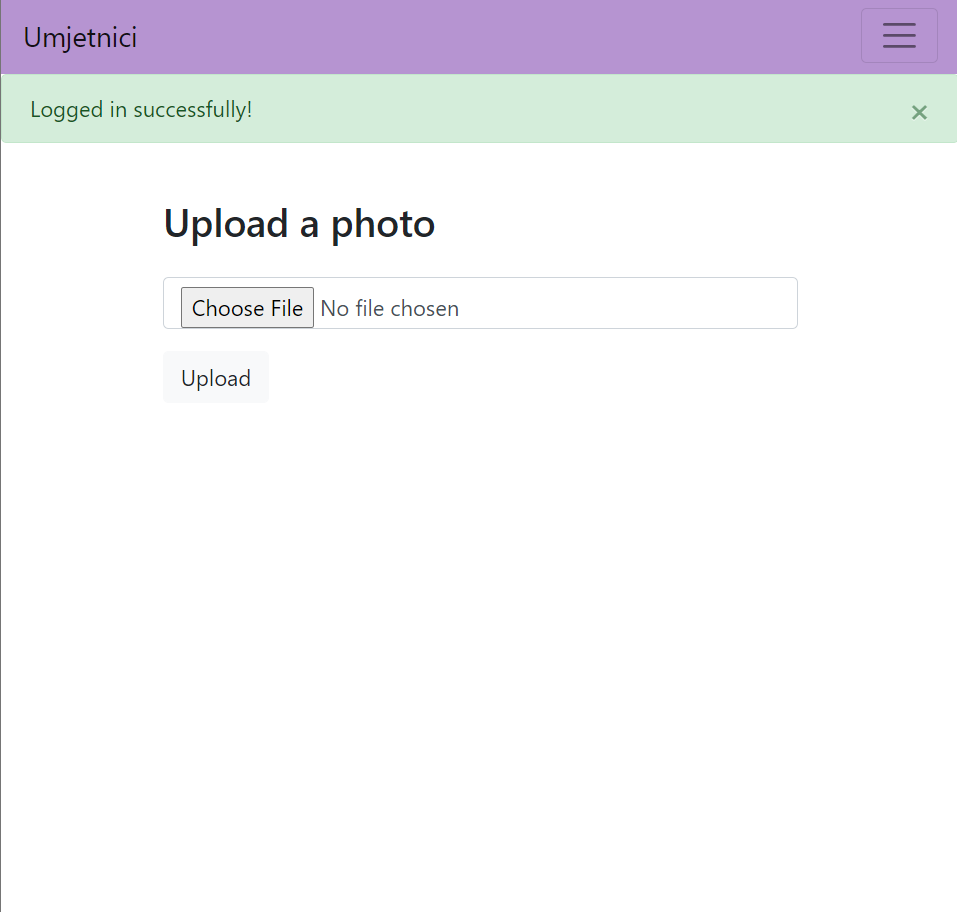 Umjetnici
Logged in successfully!
×
Upload a photo
Choose File No file chosen
Upload